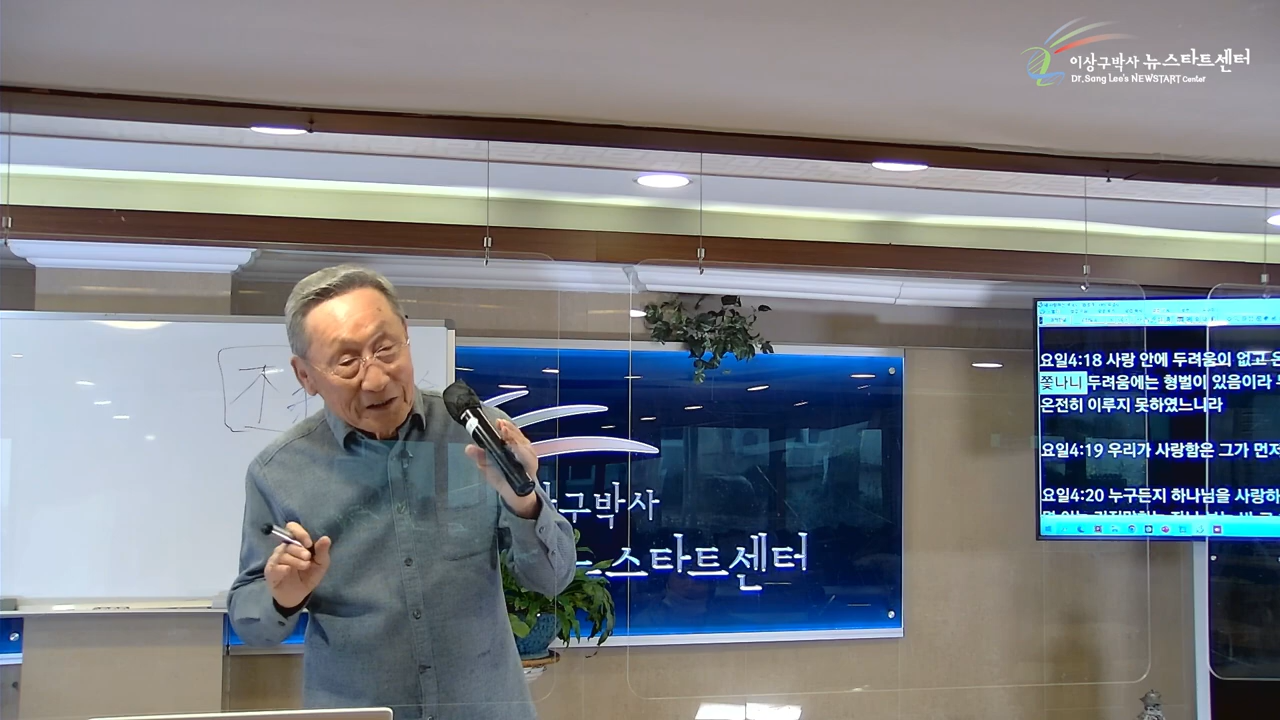 이상구박사 뉴스타트센터
Dr. Sang Lee's NEWSTART Center
不
구박사
뉴스타트센터
요일4:18 사랑 안에 두려움이 없고 온
쫓나니 두려움에는 형벌이 있음이라
온전히 이루지 못하였느니라
요일4:19 우리가 사랑함은 그가 먼저
요일4:20 누구든지 하나님을 사랑하